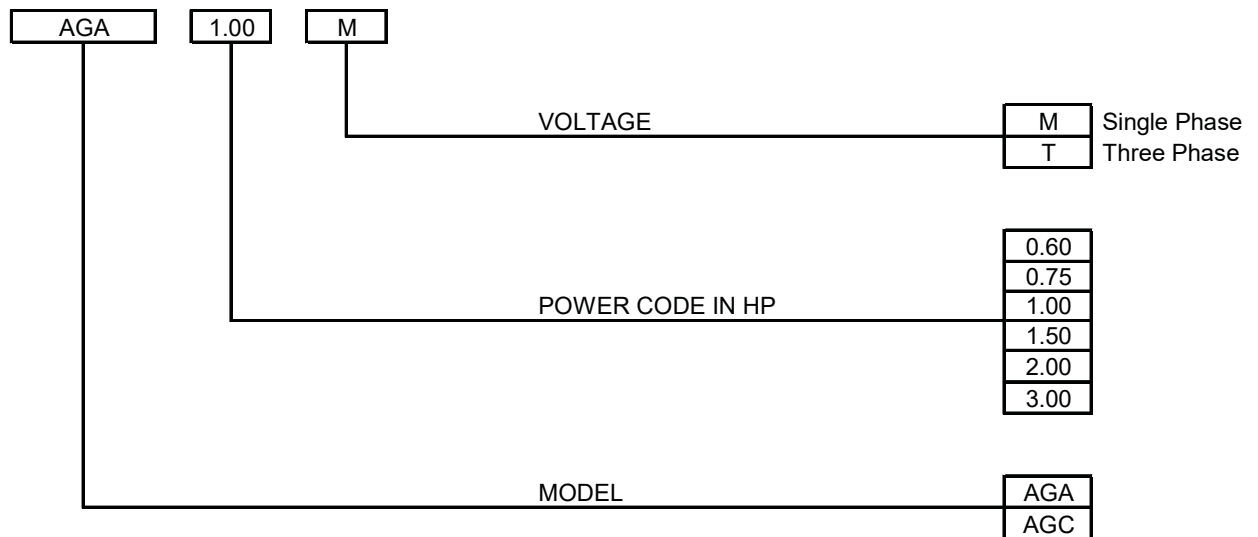 AGA 1.00 M
VOLTAGE M Single Phase
T Three Phase
0.60
0.75
POWER CODE IN HP 1.00
1.50
2.00
3.00
MODEL AGA
AGC